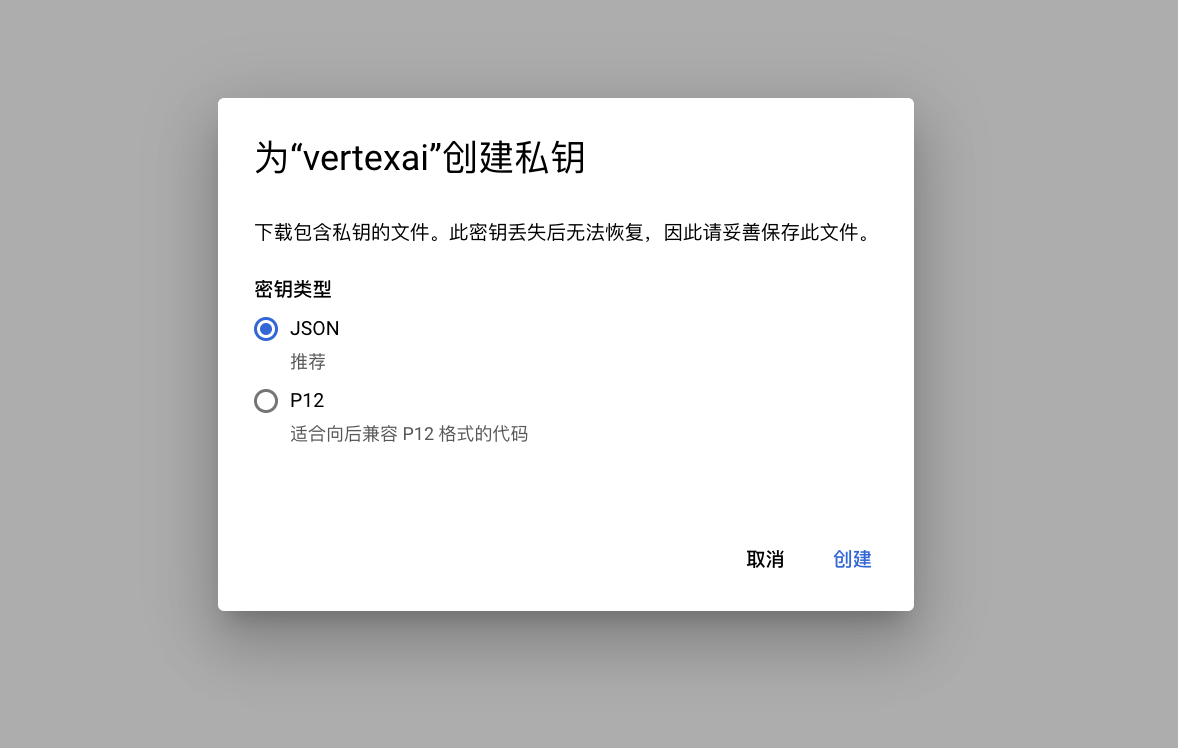 为“vertexai”创建私钥
下载包含私钥的文件。此密钥丢失后无法恢复，因此请妥善保存此文件。
密钥类型
JSON
推荐
P12
适合向后兼容 P12 格式的代码
取消
创建